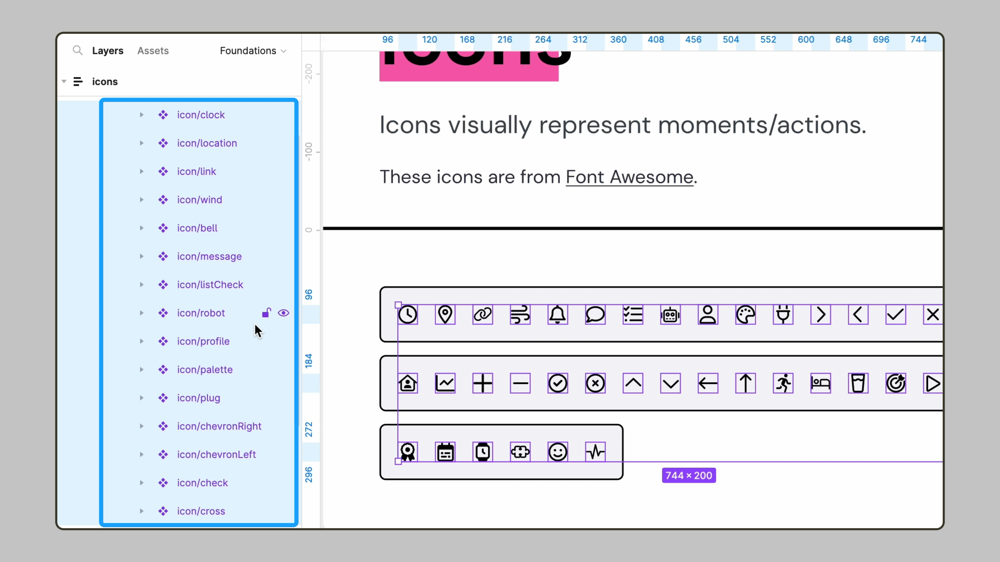 Layers Assets Foundations
icons
icon/clock
icon/location
icon/link
icon/wind
icon/bell
icon/message
icon/listCheck
icon/robot
icon/profile
icon/palette
icon/plug
icon/chevronRight
icon/chevronLeft
icon/check
icon/cross
96 120 168 216 264 312 360 408 456 504 552 600 648 696 744
-200
-100
0
96
184
272
296
Icons
Icons visually represent moments/actions.
These icons are from Font Awesome.
744 × 200